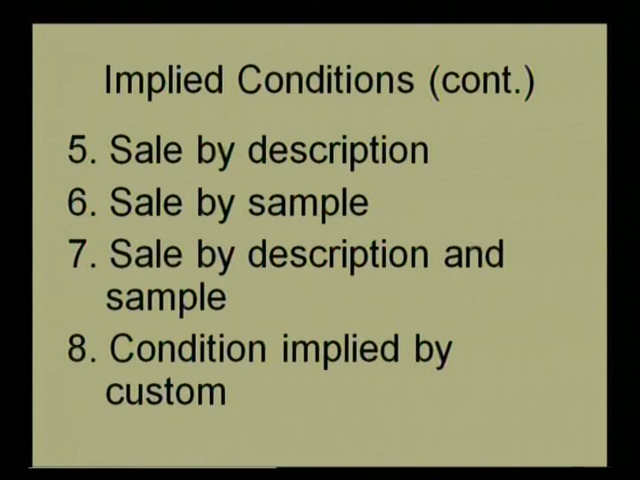 Implied Conditions (cont.)
5. Sale by description
6. Sale by sample
7. Sale by description and
sample
8. Condition implied by
custom